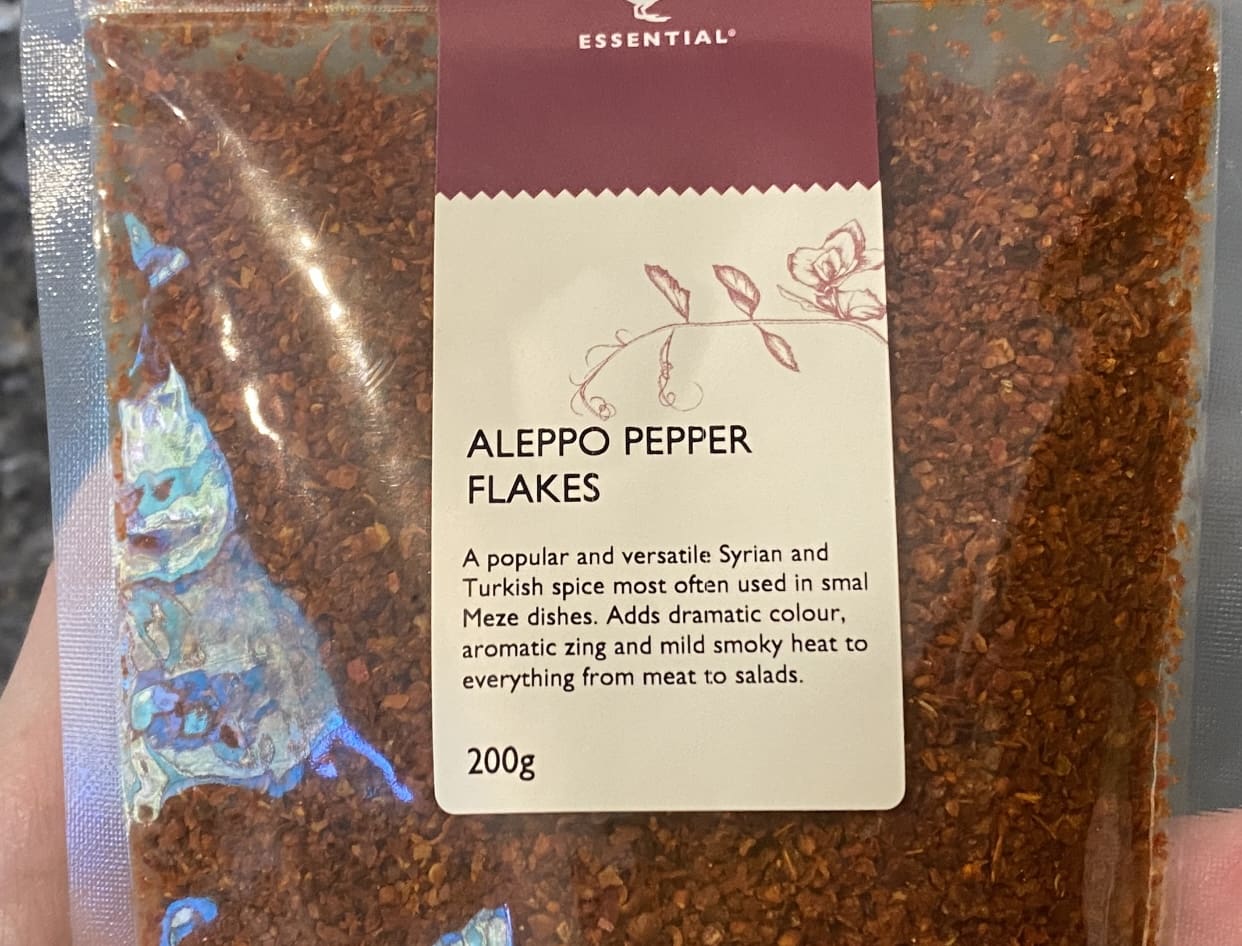 ESSENTIAL®
ALEPPO PEPPER
FLAKES
A popular and versatile Syrian and
Turkish spice most often used in smal
Meze dishes. Adds dramatic colour,
aromatic zing and mild smoky heat to
everything from meat to salads.
200g